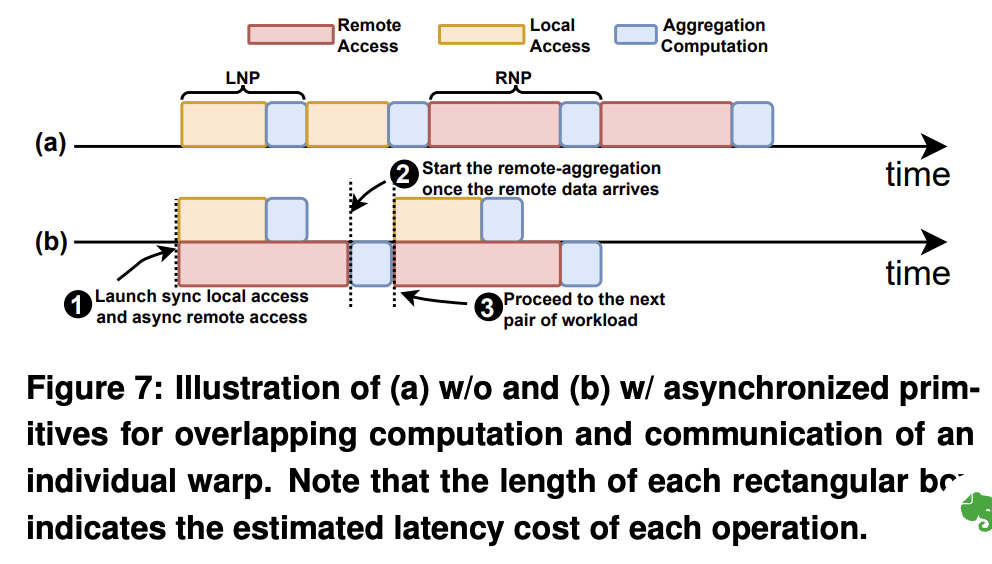 Remote
Access
Local
Access
Aggregation
Computation
LNP
RNP
(a)
time
2 Start the remote-aggregation
once the remote data arrives
(b)
time
1 Launch sync local access
and async remote access
3 Proceed to the next
pair of workload
Figure 7: Illustration of (a) w/o and (b) w/ asynchronized prim-
itives for overlapping computation and communication of an
individual warp. Note that the length of each rectangular
indicates the estimated latency cost of each operation.